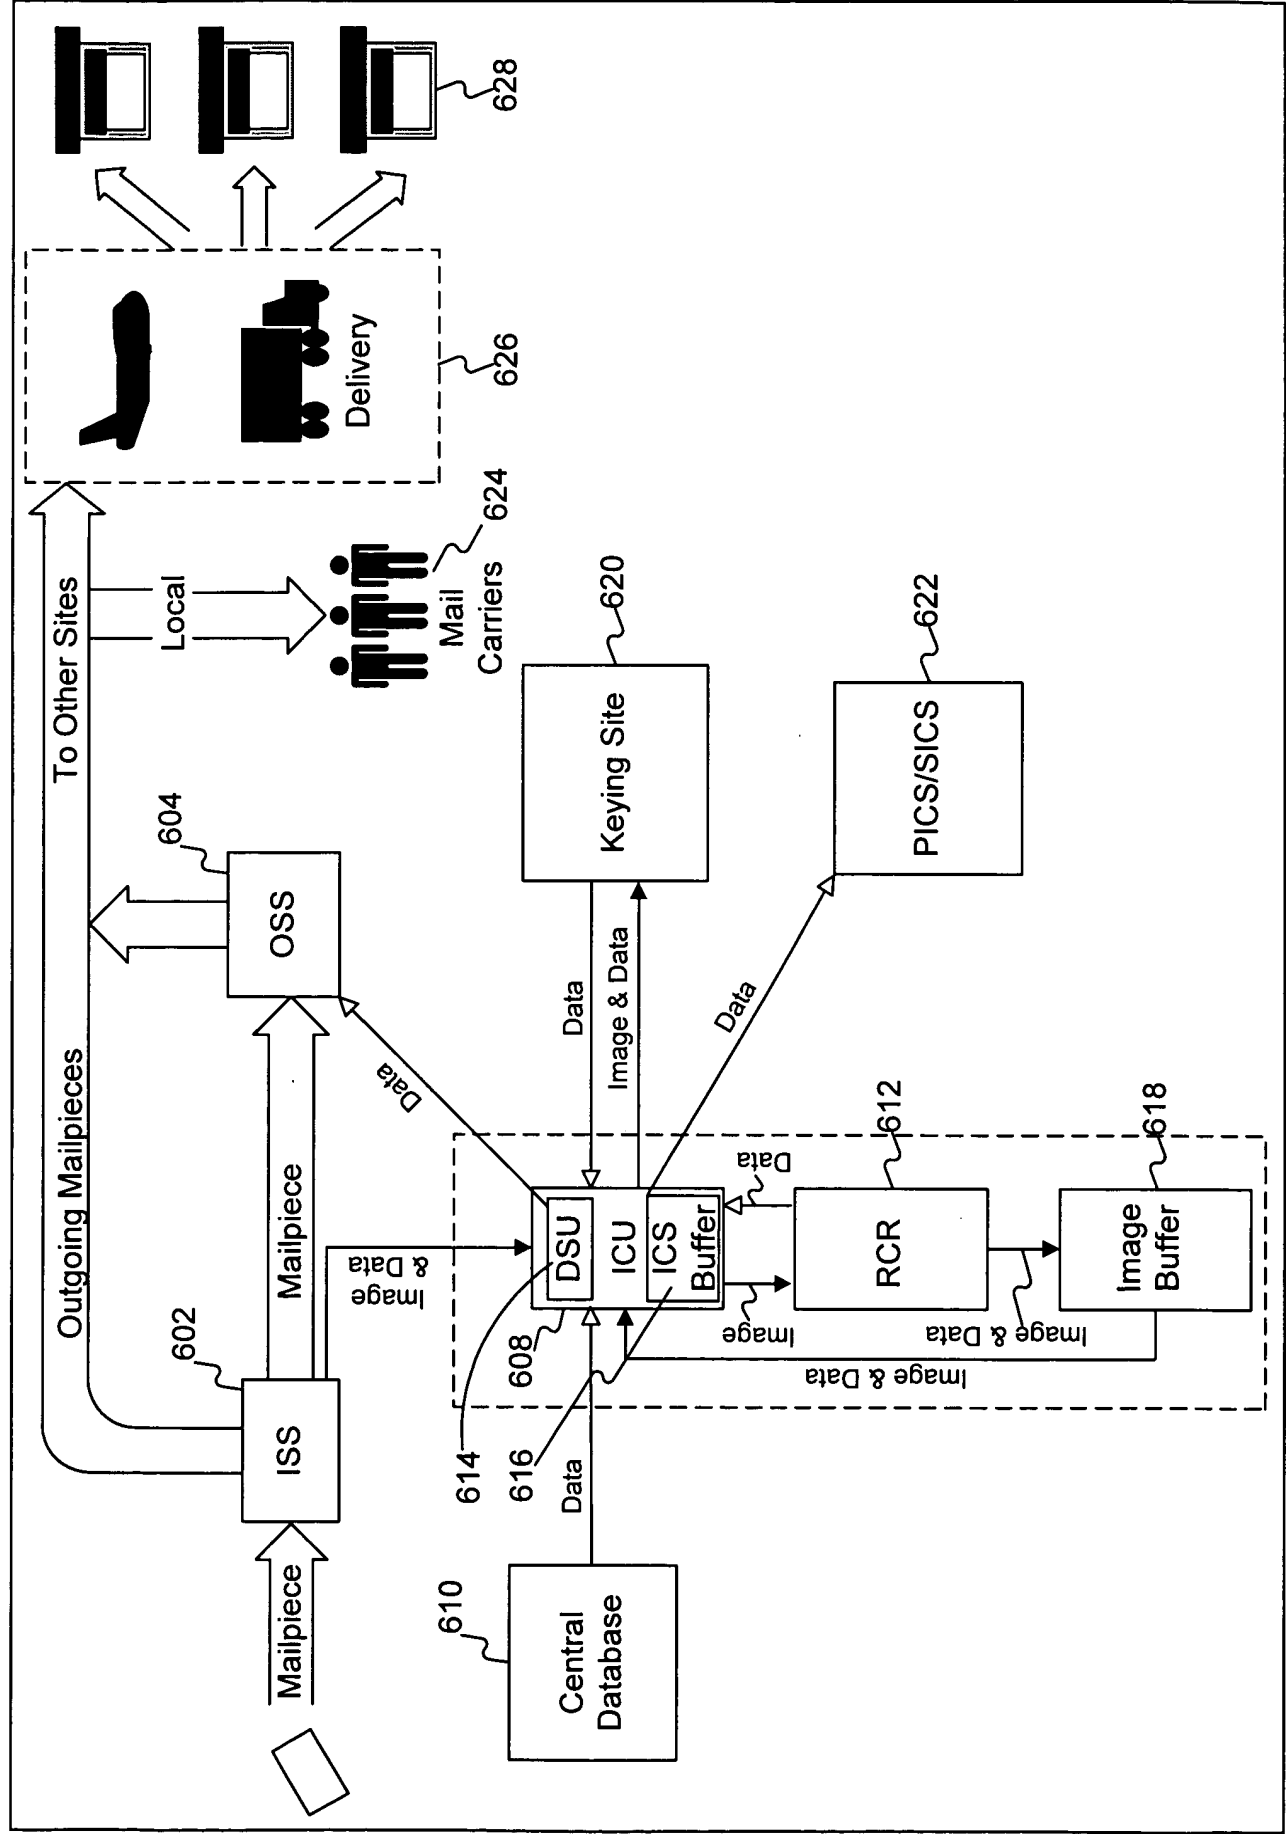 Outgoing Mailpieces
To Other Sites
Mailpiece
ISS
602
Mailpiece
OSS
604
Local
Mail
Carriers
624
Delivery
626
628
Image
& Data
Data
Central
Database
610
Data
608
614
616
DSU
ICU
ICS
Buffer
Data
Image & Data
Keying Site
620
Data
PICS/SICS
622
Image
Data
RCR
612
Image & Data
Image & Data
Image
Buffer
618